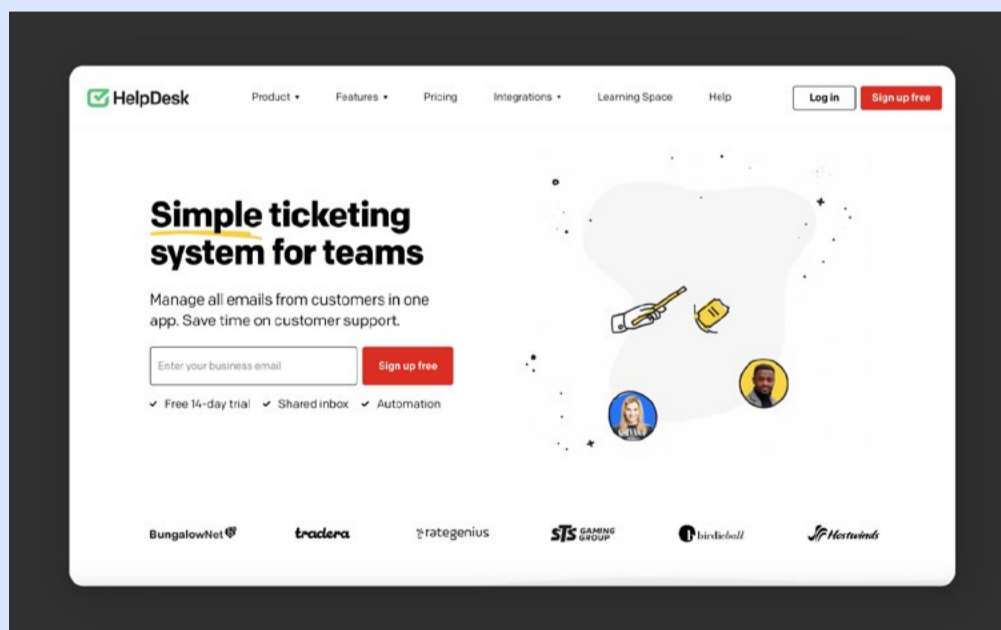 HelpDesk
Product
Features
Pricing
Integrations
Learning Space
Help
Log in
Sign up free
Simple ticketing
system for teams
Manage all emails from customers in one
app. Save time on customer support.
Enter your business email
Sign up free
Free 14-day trial
Shared inbox
Automation
BungalowNet
tradera
rategenius
STS GAMING
GROUP
birdieball
Hostwinds